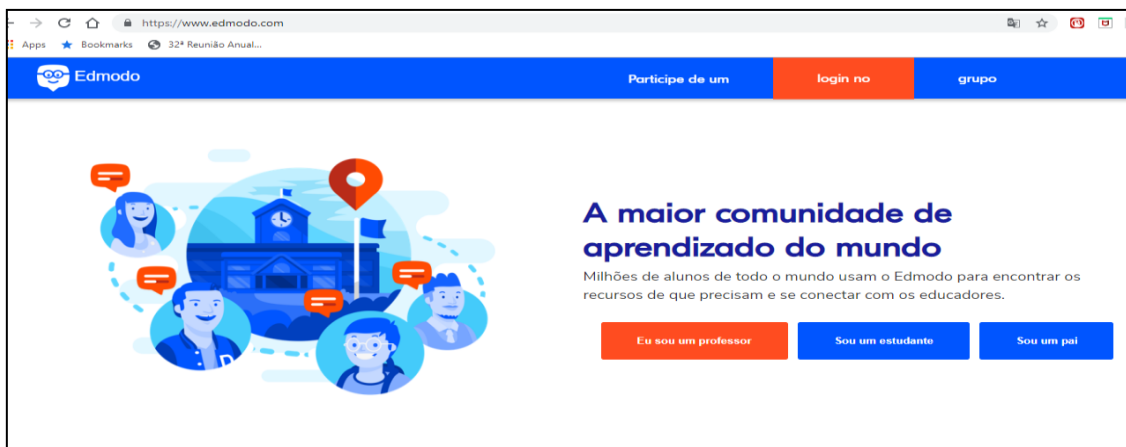 https://www.edmodo.com
Apps Bookmarks 32ª Reunião Anual...
Edmodo Participe de um login no grupo
A maior comunidade de
aprendizado do mundo
Milhões de alunos de todo o mundo usam o Edmodo para encontrar os
recursos de que precisam e se conectar com os educadores.
Eu sou um professor Sou um estudante Sou um pai